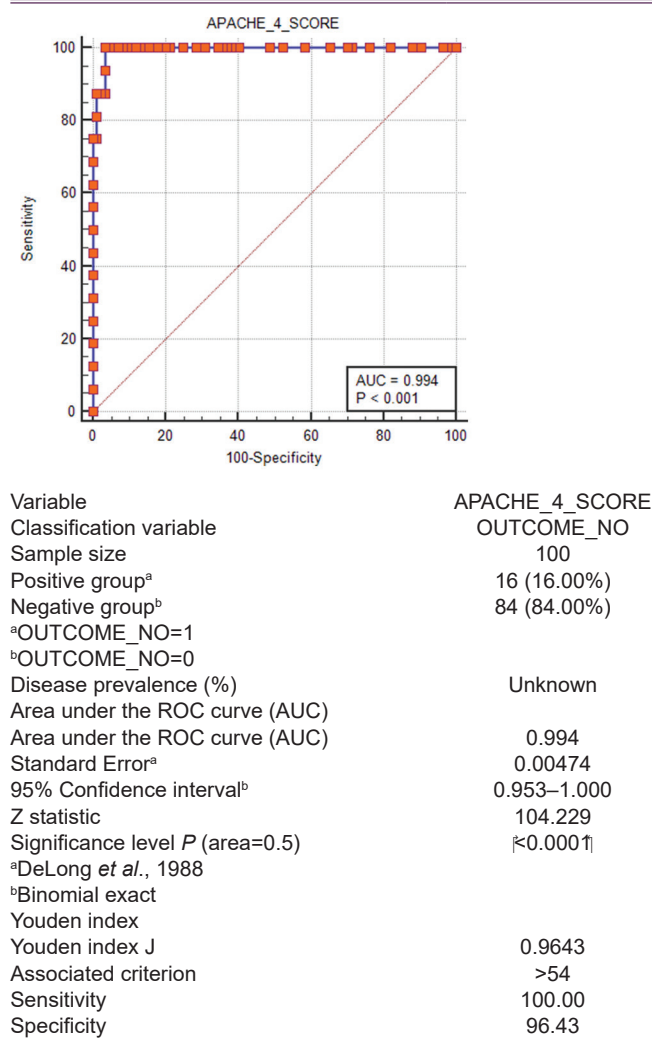 APACHE_4_SCORE
100
80
60
40
20
0
Sensitivity
AUC = 0.994
P < 0.001
0 20 40 60 80 100
100-Specificity
Variable APACHE_4_SCORE
Classification variable OUTCOME_NO
Sample size 100
Positive groupᵃ 16 (16.00%)
Negative groupᵇ 84 (84.00%)
ᵃOUTCOME_NO=1
ᵇOUTCOME_NO=0
Disease prevalence (%) Unknown
Area under the ROC curve (AUC)
Area under the ROC curve (AUC) 0.994
Standard Errorᵃ 0.00474
95% Confidence intervalᵇ 0.953–1.000
Z statistic 104.229
Significance level P (area=0.5) <0.0001
ᵃDeLong et al., 1988
ᵇBinomial exact
Youden index
Youden index J 0.9643
Associated criterion >54
Sensitivity 100.00
Specificity 96.43